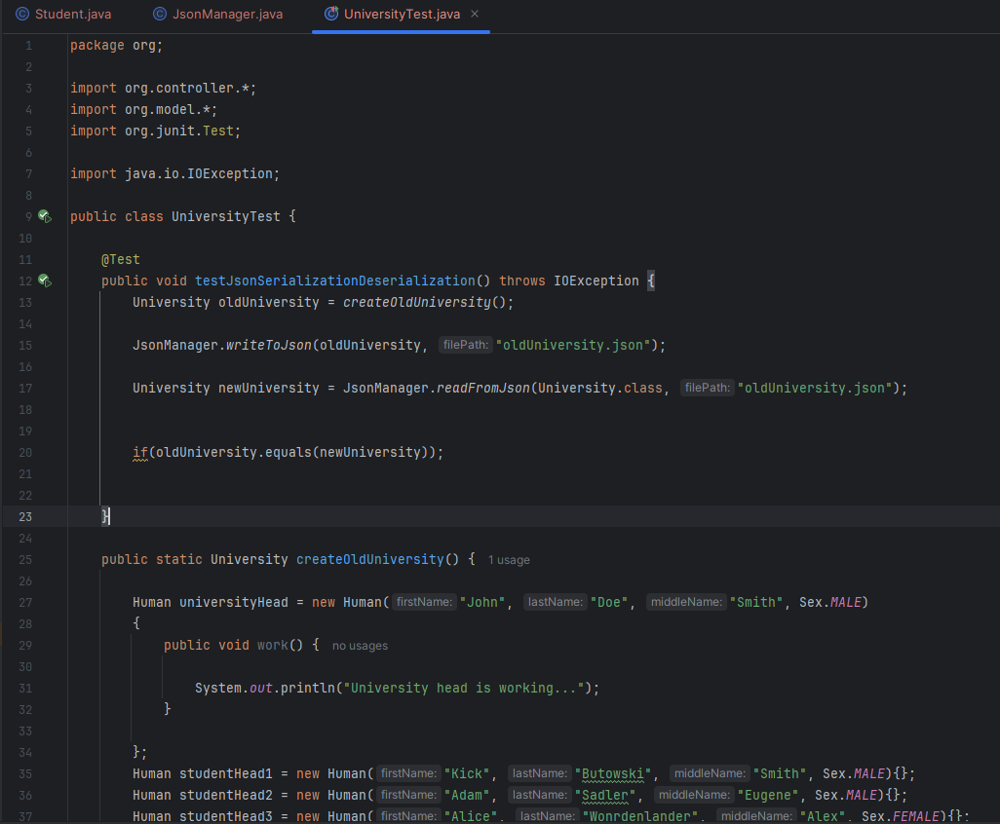 Student.java JsonManager.java UniversityTest.java
1 package org;
2
3 import org.controller.*;
4 import org.model.*;
5 import org.junit.Test;
6
7 import java.io.IOException;
8
9 public class UniversityTest {
10
11 @Test
12 public void testJsonSerializationDeserialization() throws IOException {
13 University oldUniversity = createOldUniversity();
14
15 JsonManager.writeToJson(oldUniversity, filePath: "oldUniversity.json");
16
17 University newUniversity = JsonManager.readFromJson(University.class, filePath: "oldUniversity.json");
18
19
20 if(oldUniversity.equals(newUniversity));
21
22
23 }
24
25 public static University createOldUniversity() { 1 usage
26
27 Human universityHead = new Human( firstName: "John", lastName: "Doe", middleName: "Smith", Sex.MALE)
28 {
29 public void work() { no usages
30
31 System.out.println("University head is working...");
32 }
33
34 };
35 Human studentHead1 = new Human( firstName: "Kick", lastName: "Butowski", middleName: "Smith", Sex.MALE){};
36 Human studentHead2 = new Human( firstName: "Adam", lastName: "Sadler", middleName: "Eugene", Sex.MALE){};
37 Human studentHead3 = new Human( firstName: "Alice", lastName: "Wonrdenlander", middleName: "Alex", Sex.FEMALE){};